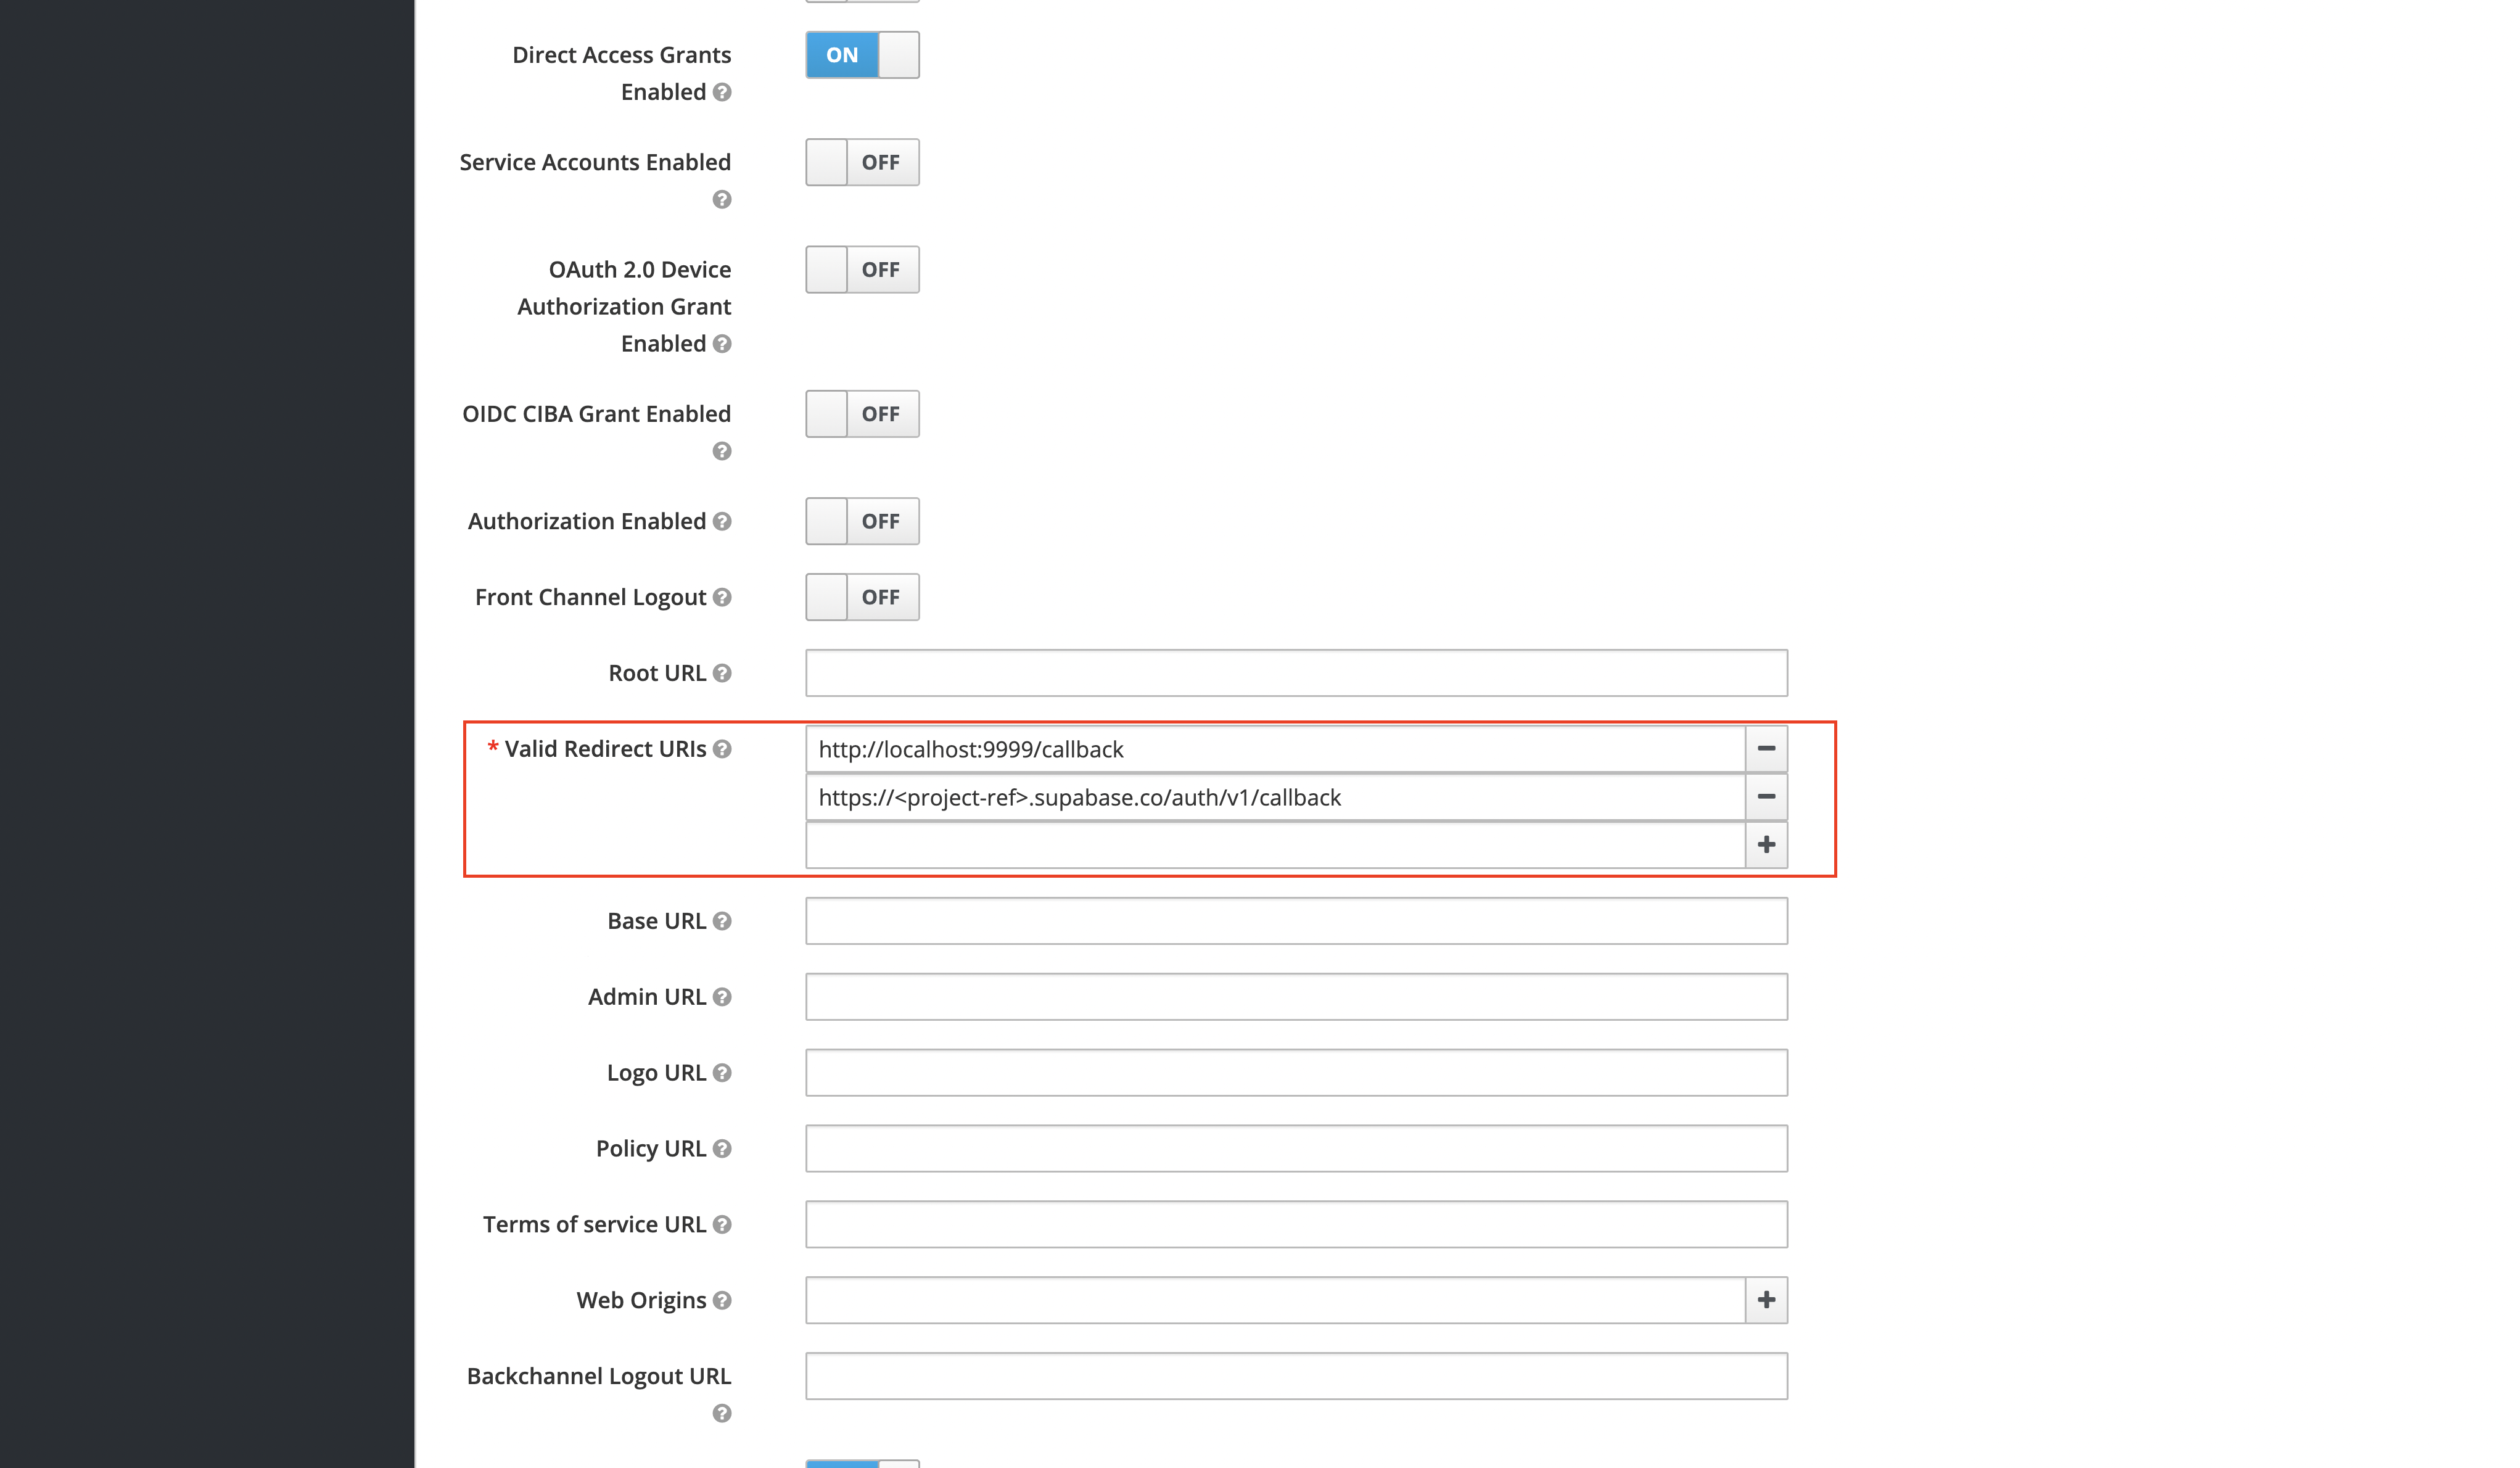 Direct Access Grants
Enabled
ON
Service Accounts Enabled
OFF
OAuth 2.0 Device
Authorization Grant
Enabled
OFF
OIDC CIBA Grant Enabled
OFF
Authorization Enabled
OFF
Front Channel Logout
OFF
Root URL
* Valid Redirect URIs
http://localhost:9999/callback
https://<project-ref>.supabase.co/auth/v1/callback
Base URL
Admin URL
Logo URL
Policy URL
Terms of service URL
Web Origins
Backchannel Logout URL